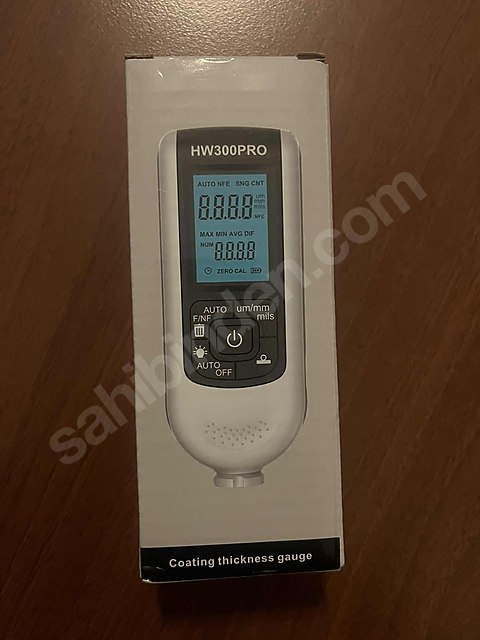 HW300PRO
AUTO NFE SNG CNT
8.8.8.8 um
mm
mils
NFE
MAX MIN AVG DIF
NUM 8.8.8.8
ZERO CAL
AUTO um/mm
F/NF mils
AUTO
OFF
Coating thickness gauge
sahibinden.com